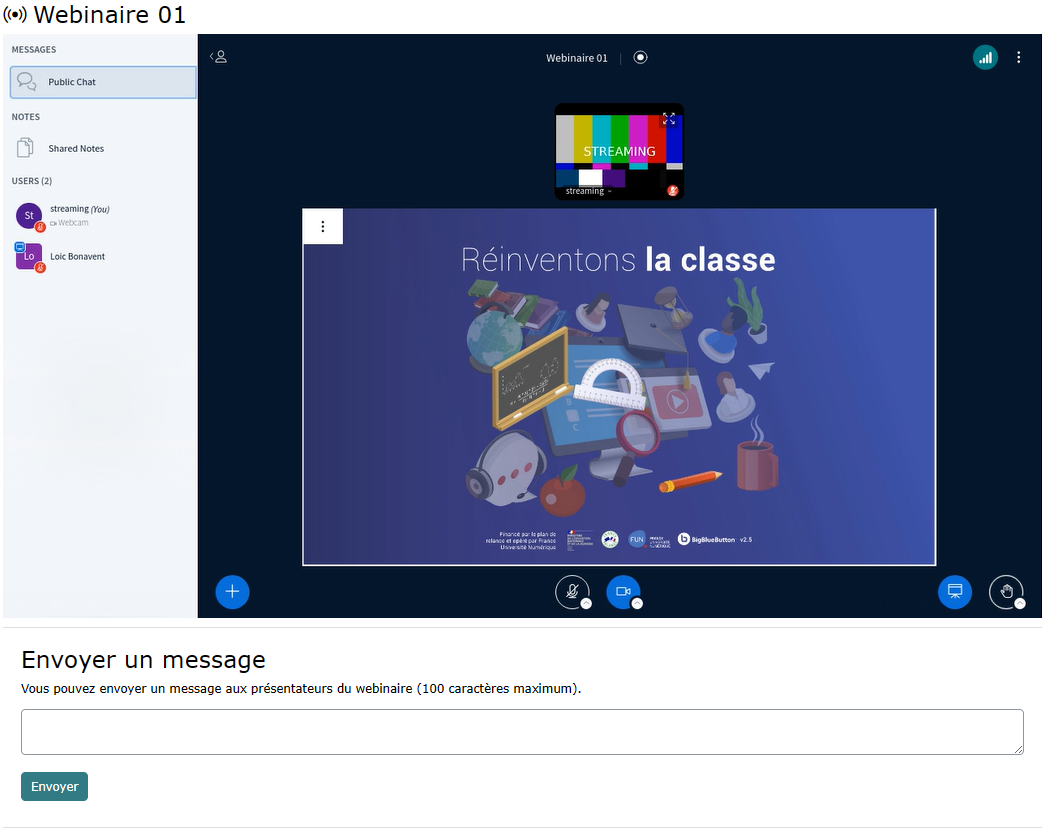 Webinaire 01
MESSAGES
Public Chat
NOTES
Shared Notes
USERS (2)
St
streaming (You)
Webcam
Lo
Loic Bonavent
Webinaire 01
STREAMING
streaming
Réinventons la classe
B
C
Financé par le plan de
relance et opéré par France
Université Numérique
FUN
BigBlueButton v2.5
Envoyer un message
Vous pouvez envoyer un message aux présentateurs du webinaire (100 caractères maximum).
Envoyer